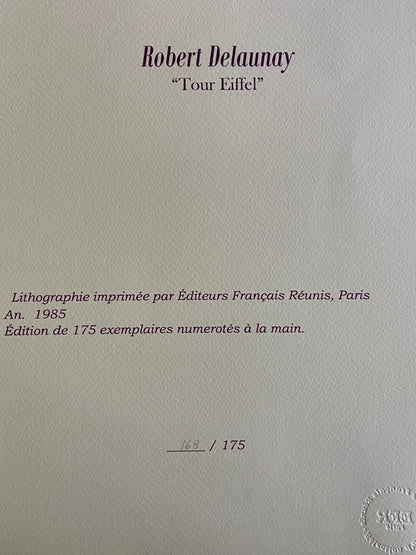 Robert Delaunay
“Tour Eiffel”
Lithographie imprimée par Éditeurs Français Réunis, Paris
An. 1985
Édition de 175 exemplaires numerotés à la main.
168 / 175